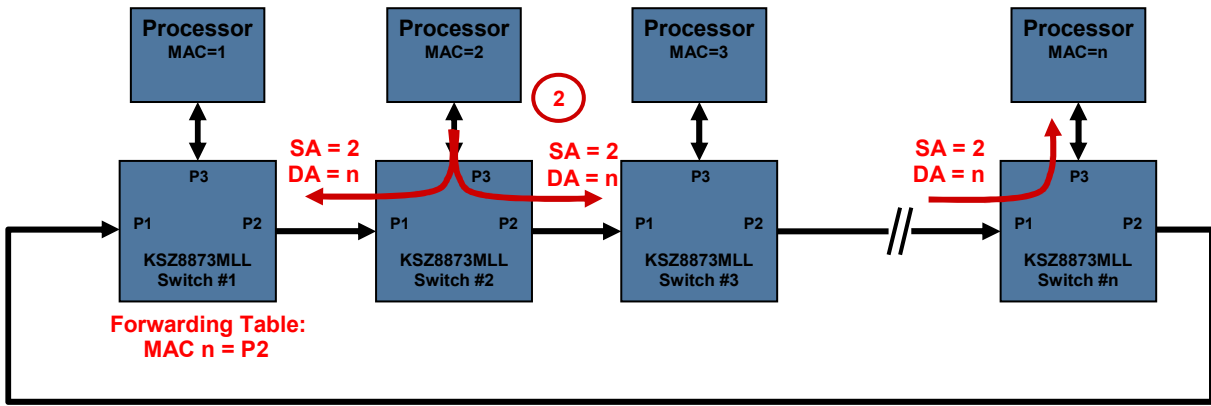 Processor
MAC=1
Processor
MAC=2
Processor
MAC=3
Processor
MAC=n
2
SA = 2
DA = n
SA = 2
DA = n
SA = 2
DA = n
P3
P1 P2
KSZ8873MLL
Switch #1
P3
P1 P2
KSZ8873MLL
Switch #2
P3
P1 P2
KSZ8873MLL
Switch #3
P3
P1 P2
KSZ8873MLL
Switch #n
Forwarding Table:
MAC n = P2